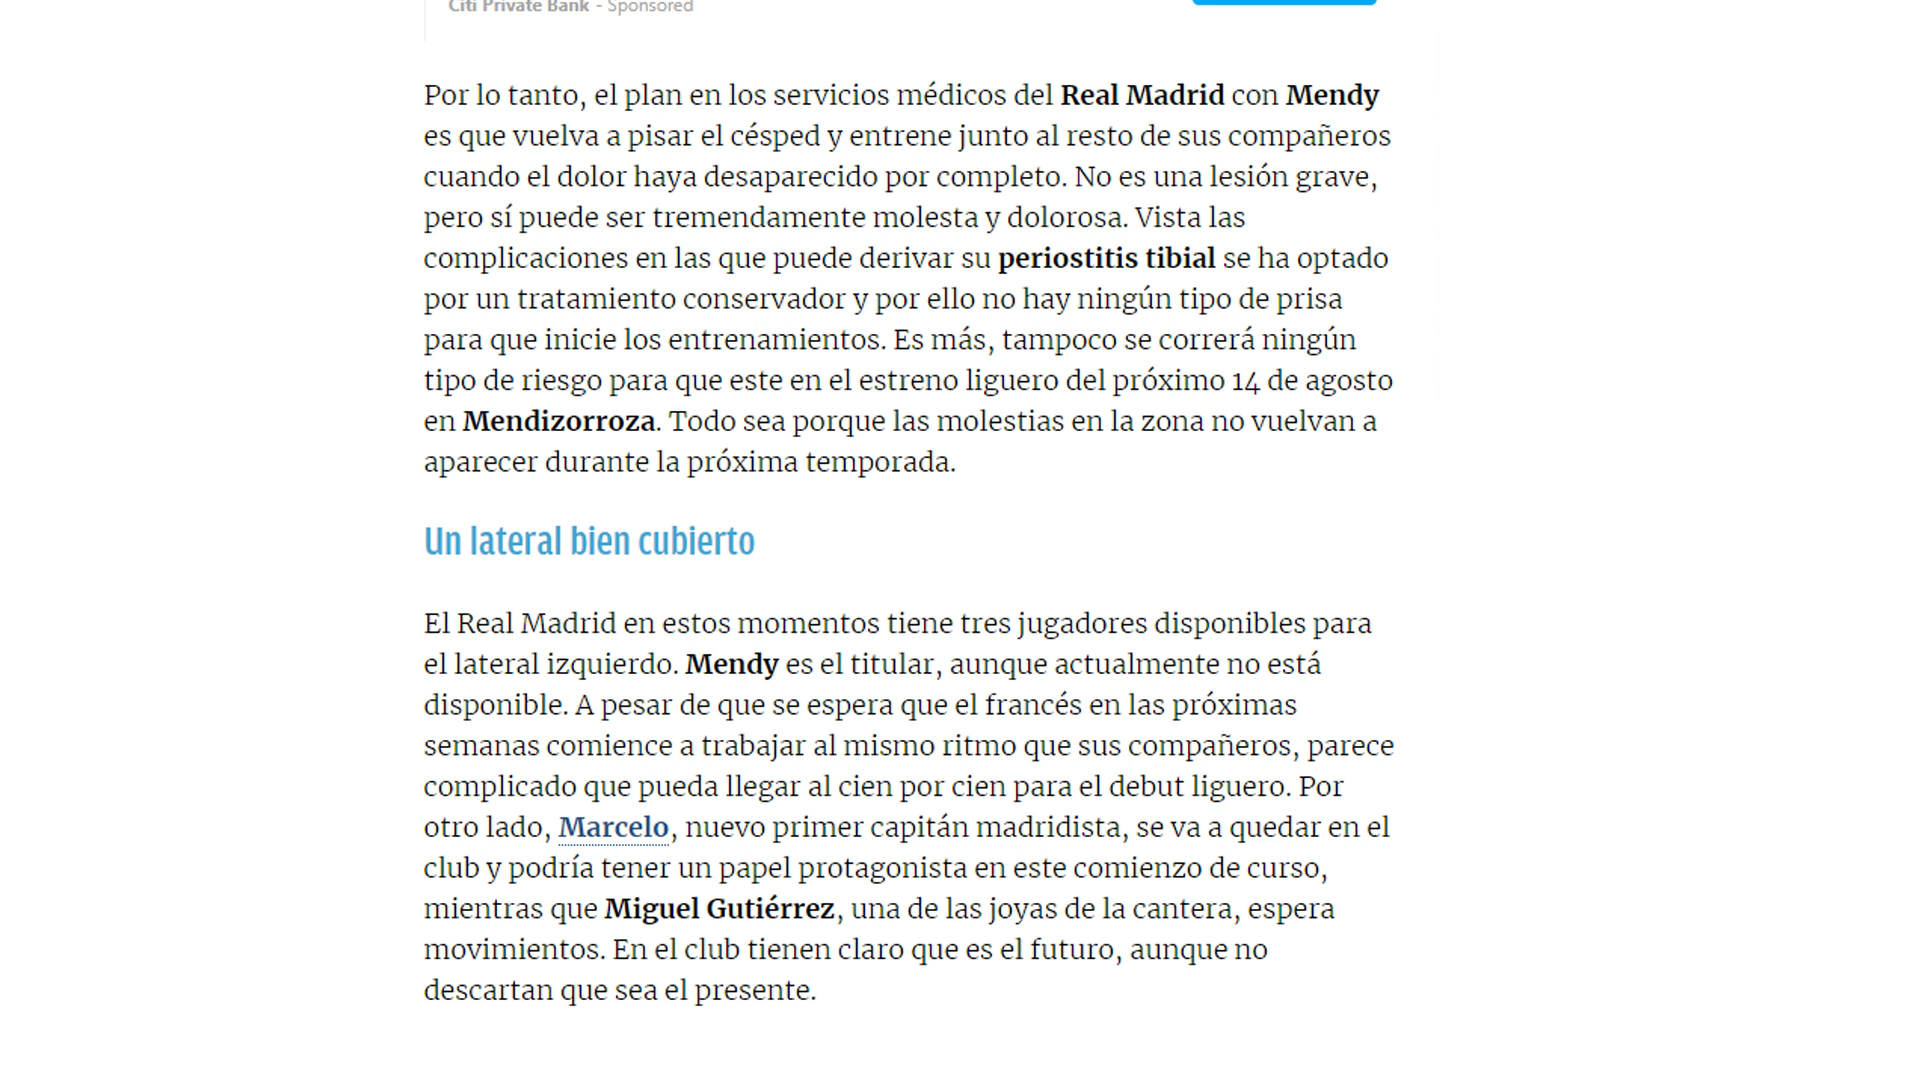 Citi Private Bank - Sponsored
Por lo tanto, el plan en los servicios médicos del Real Madrid con Mendy
es que vuelva a pisar el césped y entrene junto al resto de sus compañeros
cuando el dolor haya desaparecido por completo. No es una lesión grave,
pero sí puede ser tremendamente molesta y dolorosa. Vista las
complicaciones en las que puede derivar su periostitis tibial se ha optado
por un tratamiento conservador y por ello no hay ningún tipo de prisa
para que inicie los entrenamientos. Es más, tampoco se correrá ningún
tipo de riesgo para que este en el estreno liguero del próximo 14 de agosto
en Mendizorroza. Todo sea porque las molestias en la zona no vuelvan a
aparecer durante la próxima temporada.
Un lateral bien cubierto
El Real Madrid en estos momentos tiene tres jugadores disponibles para
el lateral izquierdo. Mendy es el titular, aunque actualmente no está
disponible. A pesar de que se espera que el francés en las próximas
semanas comience a trabajar al mismo ritmo que sus compañeros, parece
complicado que pueda llegar al cien por cien para el debut liguero. Por
otro lado, Marcelo, nuevo primer capitán madridista, se va a quedar en el
club y podría tener un papel protagonista en este comienzo de curso,
mientras que Miguel Gutiérrez, una de las joyas de la cantera, espera
movimientos. En el club tienen claro que es el futuro, aunque no
descartan que sea el presente.